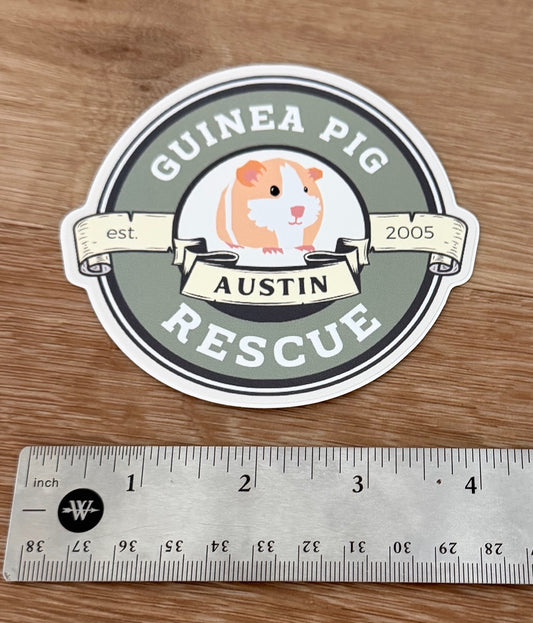 GUINEA PIG
est. 2005
AUSTIN
RESCUE
inch 1 2 3 4
W
38 37 36 35 34 33 32 31 30 29 28